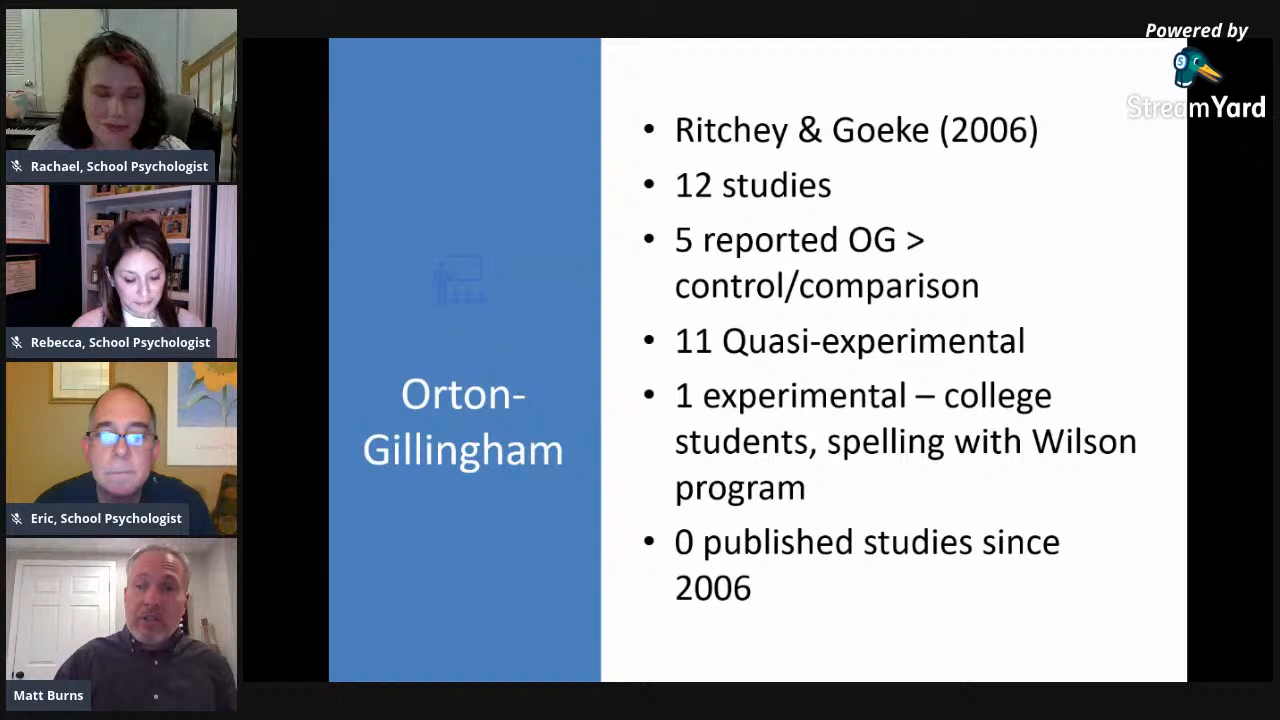 Powered by
StreamYard
Rachael, School Psychologist
Rebecca, School Psychologist
Eric, School Psychologist
Matt Burns
Orton-
Gillingham
• Ritchey & Goeke (2006)
• 12 studies
• 5 reported OG >
control/comparison
• 11 Quasi-experimental
• 1 experimental – college
students, spelling with Wilson
program
• 0 published studies since
2006